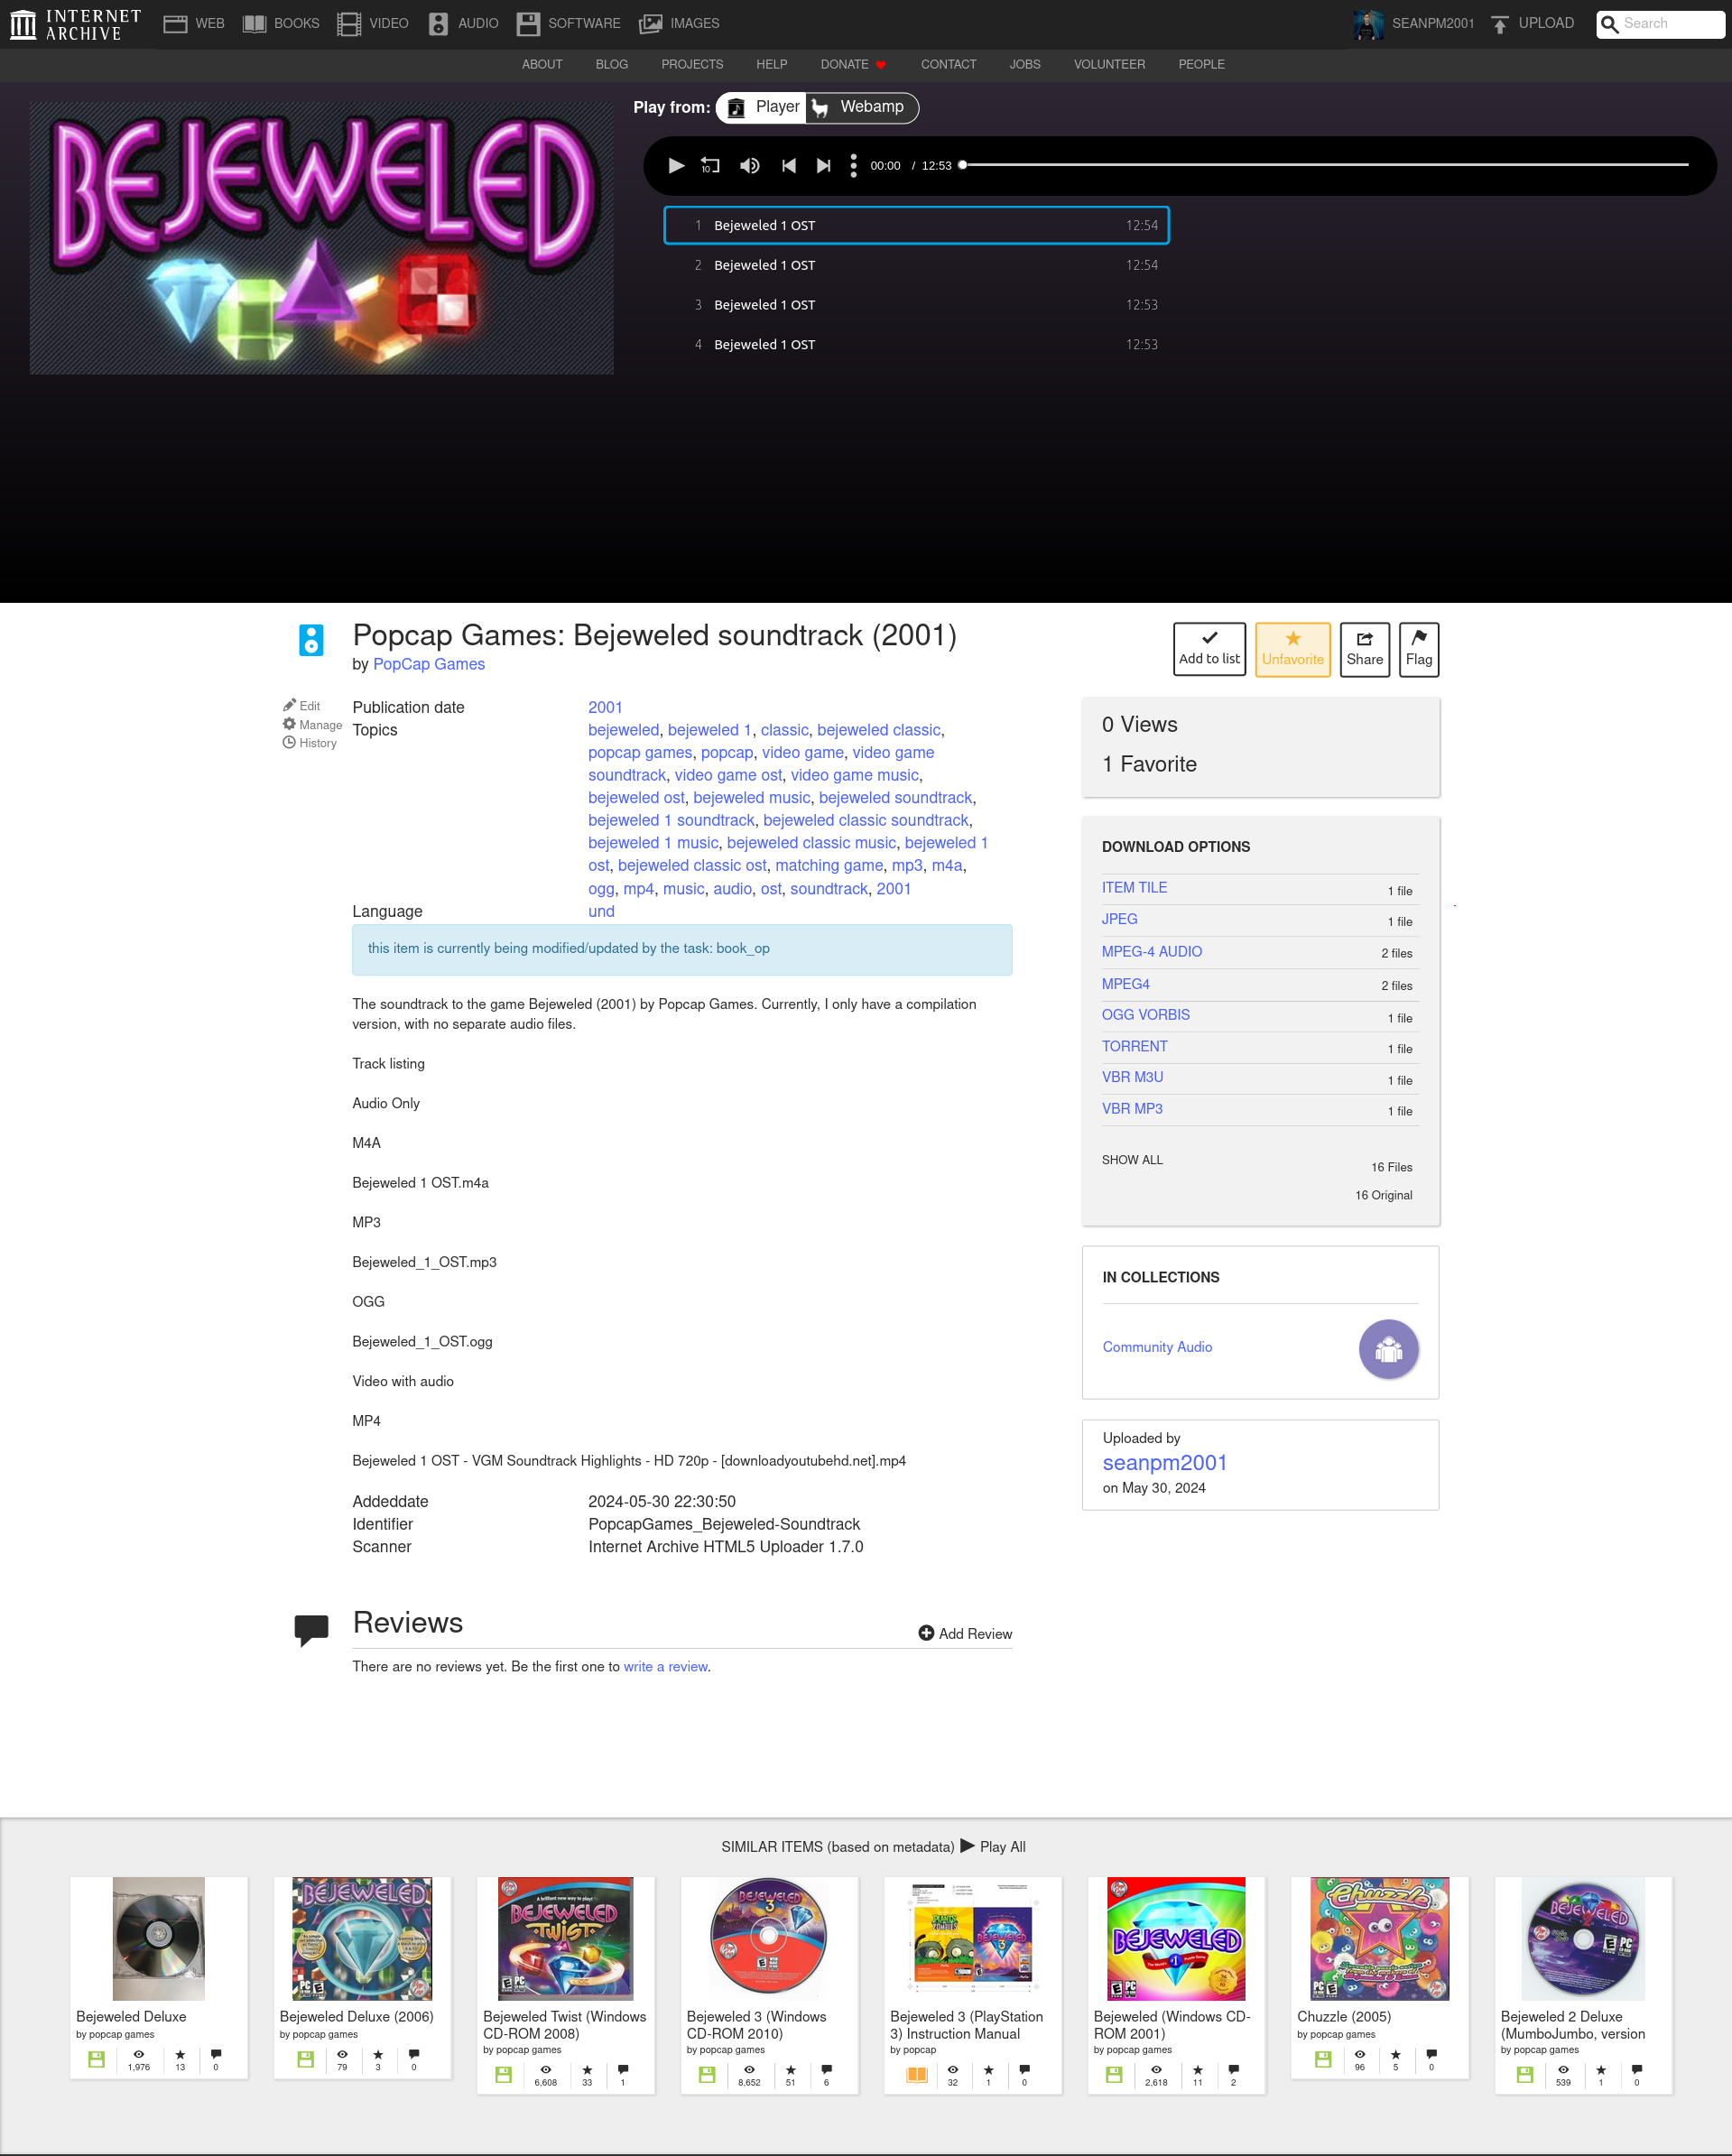 INTERNET ARCHIVE WEB BOOKS VIDEO AUDIO SOFTWARE IMAGES SEANPM2001 UPLOAD Search
ABOUT BLOG PROJECTS HELP DONATE CONTACT JOBS VOLUNTEER PEOPLE
BEJEWELED
Play from: Player Webamp
10 00:00 / 12:53
1 Bejeweled 1 OST 12:54
2 Bejeweled 1 OST 12:54
3 Bejeweled 1 OST 12:53
4 Bejeweled 1 OST 12:53
Popcap Games: Bejeweled soundtrack (2001)
by PopCap Games
Add to list Unfavorite Share Flag
Edit
Manage
History
Publication date 2001
Topics bejeweled, bejeweled 1, classic, bejeweled classic,
popcap games, popcap, video game, video game
soundtrack, video game ost, video game music,
bejeweled ost, bejeweled music, bejeweled soundtrack,
bejeweled 1 soundtrack, bejeweled classic soundtrack,
bejeweled 1 music, bejeweled classic music, bejeweled 1
ost, bejeweled classic ost, matching game, mp3, m4a,
ogg, mp4, music, audio, ost, soundtrack, 2001
Language und
this item is currently being modified/updated by the task: book_op
The soundtrack to the game Bejeweled (2001) by Popcap Games. Currently, I only have a compilation
version, with no separate audio files.
Track listing
Audio Only
M4A
Bejeweled 1 OST.m4a
MP3
Bejeweled_1_OST.mp3
OGG
Bejeweled_1_OST.ogg
Video with audio
MP4
Bejeweled 1 OST - VGM Soundtrack Highlights - HD 720p - [downloadyoutubehd.net].mp4
Addeddate 2024-05-30 22:30:50
Identifier PopcapGames_Bejeweled-Soundtrack
Scanner Internet Archive HTML5 Uploader 1.7.0
0 Views
1 Favorite
DOWNLOAD OPTIONS
ITEM TILE 1 file
JPEG 1 file
MPEG-4 AUDIO 2 files
MPEG4 2 files
OGG VORBIS 1 file
TORRENT 1 file
VBR M3U 1 file
VBR MP3 1 file
SHOW ALL 16 Files
16 Original
IN COLLECTIONS
Community Audio
Uploaded by
seanpm2001
on May 30, 2024
Reviews
Add Review
There are no reviews yet. Be the first one to write a review.
SIMILAR ITEMS (based on metadata) Play All
Bejeweled Deluxe
by popcap games
1,976 13 0
BEJEWELED
Bejeweled Deluxe (2006)
by popcap games
79 3 0
A brilliant new way to play!
BEJEWELED
TWIST
Bejeweled Twist (Windows
CD-ROM 2008)
by popcap games
6,608 33 1
BEJEWELED
3
Bejeweled 3 (Windows
CD-ROM 2010)
by popcap games
8,652 51 6
BEJEWELED
3
Bejeweled 3 (PlayStation
3) Instruction Manual
by popcap
32 1 0
BEJEWELED
Bejeweled (Windows CD-
ROM 2001)
by popcap games
2,618 11 2
Chuzzle
Chuzzle (2005)
by popcap games
96 5 0
BEJEWELED
2
Bejeweled 2 Deluxe
(MumboJumbo, version
by popcap games
539 1 0